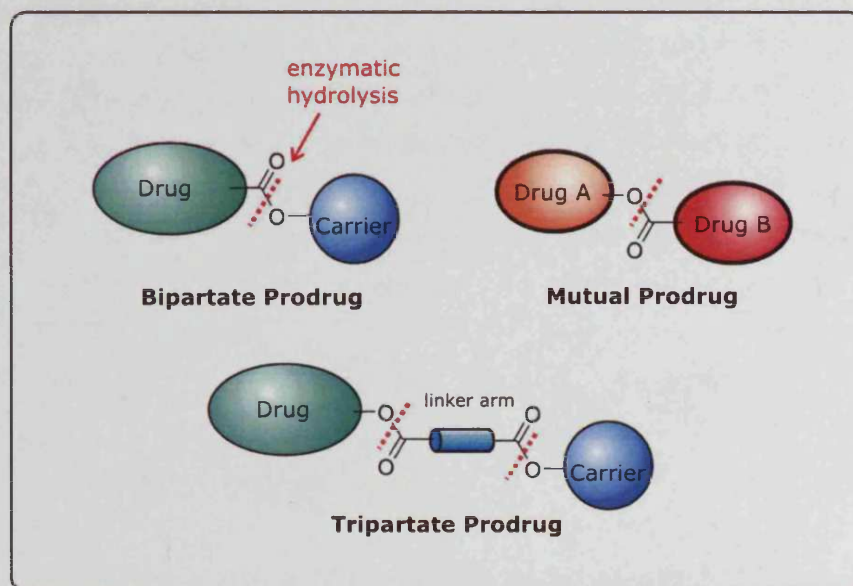 enzymatic
hydrolysis
Drug
O
O
Carrier
Bipartate Prodrug
Drug A
O
O
Drug B
Mutual Prodrug
Drug
O
O
linker arm
O
O
Carrier
Tripartate Prodrug